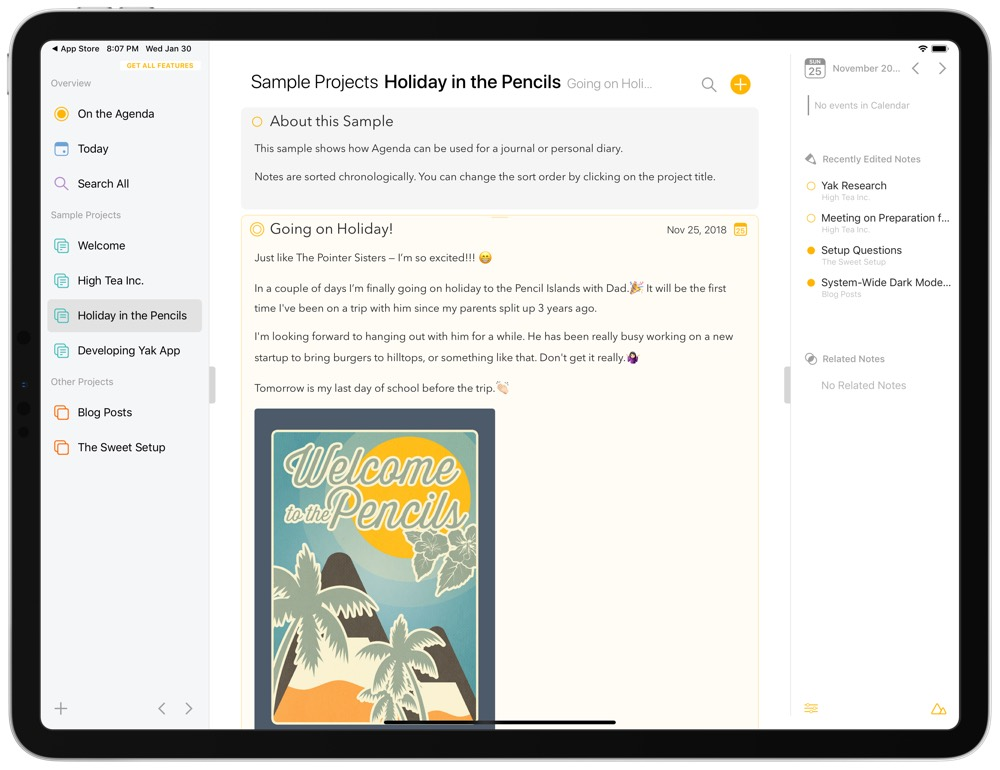 App Store 8:07 PM Wed Jan 30
GET ALL FEATURES
Overview
On the Agenda
Today
Search All
Sample Projects
Welcome
High Tea Inc.
Holiday in the Pencils
Developing Yak App
Other Projects
Blog Posts
The Sweet Setup
Sample Projects Holiday in the Pencils Going on Holi...
About this Sample
This sample shows how Agenda can be used for a journal or personal diary.
Notes are sorted chronologically. You can change the sort order by clicking on the project title.
Going on Holiday! Nov 25, 2018 25
Just like The Pointer Sisters – I'm so excited!!! 😁
In a couple of days I'm finally going on holiday to the Pencil Islands with Dad.🎉 It will be the first
time I've been on a trip with him since my parents split up 3 years ago.
I'm looking forward to hanging out with him for a while. He has been really busy working on a new
startup to bring burgers to hilltops, or something like that. Don't get it really.🤷🏻‍♀️
Tomorrow is my last day of school before the trip.👏🏻
Welcome
to the Pencils
SUN
25 November 20...
No events in Calendar
Recently Edited Notes
Yak Research
High Tea Inc.
Meeting on Preparation f...
High Tea Inc.
Setup Questions
The Sweet Setup
System-Wide Dark Mode...
Blog Posts
Related Notes
No Related Notes